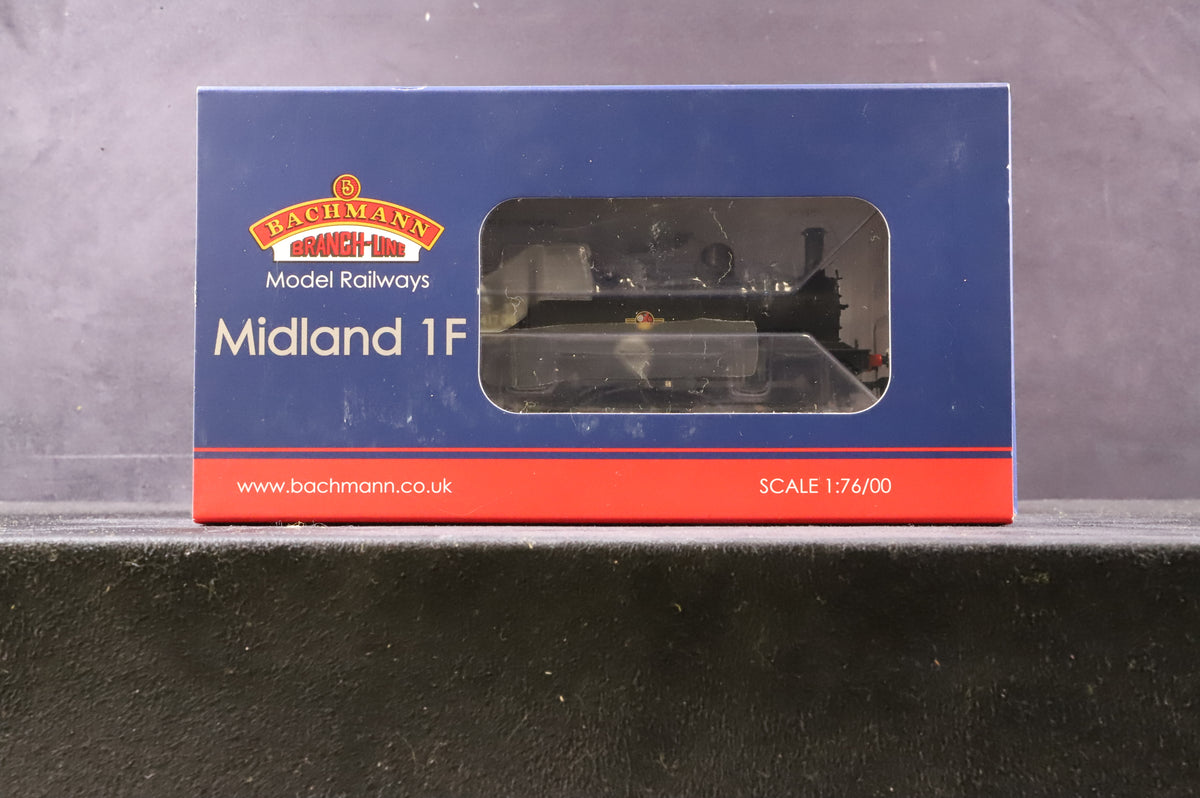 BACHMANN
BRANCH-LINE
Model Railways
Midland 1F
www.bachmann.co.uk
SCALE 1:76/00